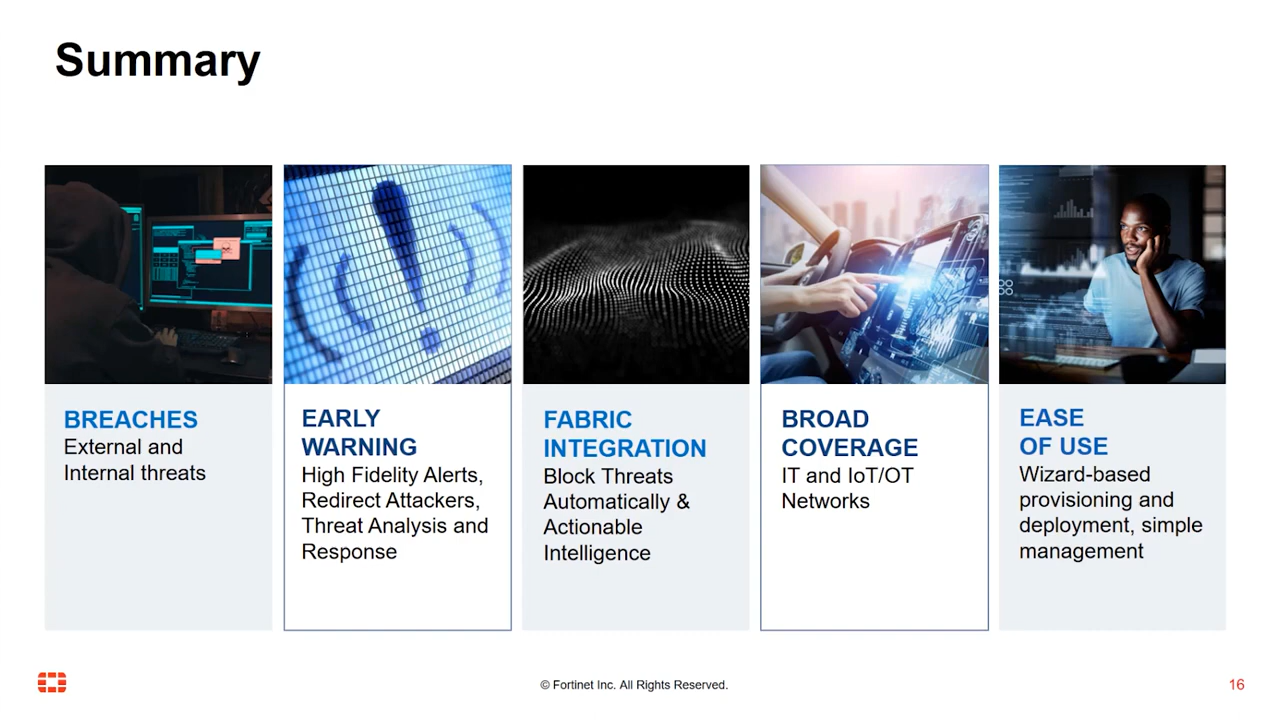 Summary
BREACHES
External and
Internal threats
EARLY
WARNING
High Fidelity Alerts,
Redirect Attackers,
Threat Analysis and
Response
FABRIC
INTEGRATION
Block Threats
Automatically &
Actionable
Intelligence
BROAD
COVERAGE
IT and IoT/OT
Networks
EASE
OF USE
Wizard-based
provisioning and
deployment, simple
management
© Fortinet Inc. All Rights Reserved.
16